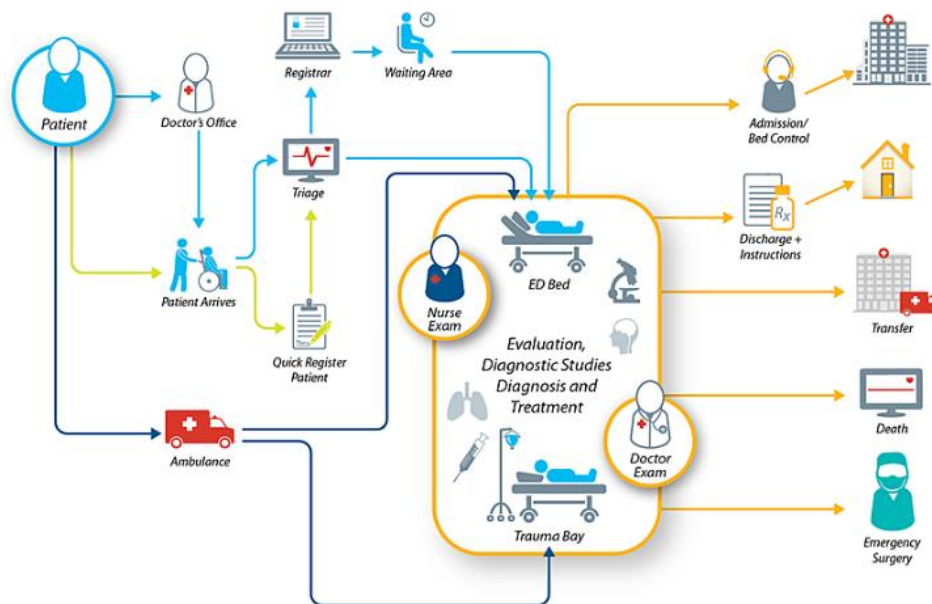 Patient
Doctor's Office
Registrar
Waiting Area
Triage
Patient Arrives
Quick Register
Patient
Ambulance
Nurse
Exam
ED Bed
Evaluation,
Diagnostic Studies
Diagnosis and
Treatment
Doctor
Exam
Trauma Bay
Admission/
Bed Control
Rx
Discharge +
Instructions
Transfer
Death
Emergency
Surgery